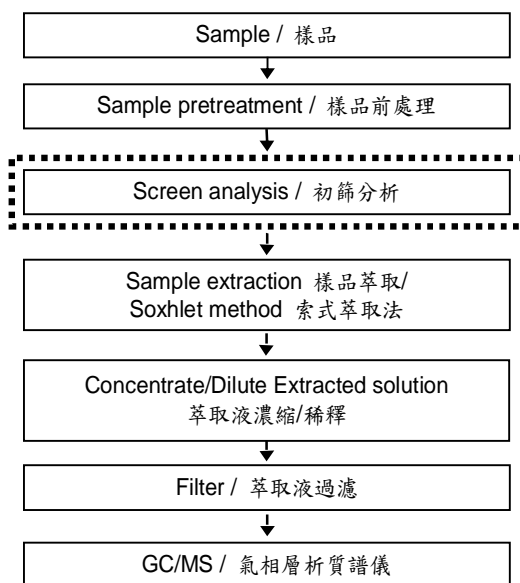 Sample / 樣品
Sample pretreatment / 樣品前處理
Screen analysis / 初篩分析
Sample extraction 樣品萃取/
Soxhlet method 索式萃取法
Concentrate/Dilute Extracted solution
萃取液濃縮/稀釋
Filter / 萃取液過濾
GC/MS / 氣相層析質譜儀